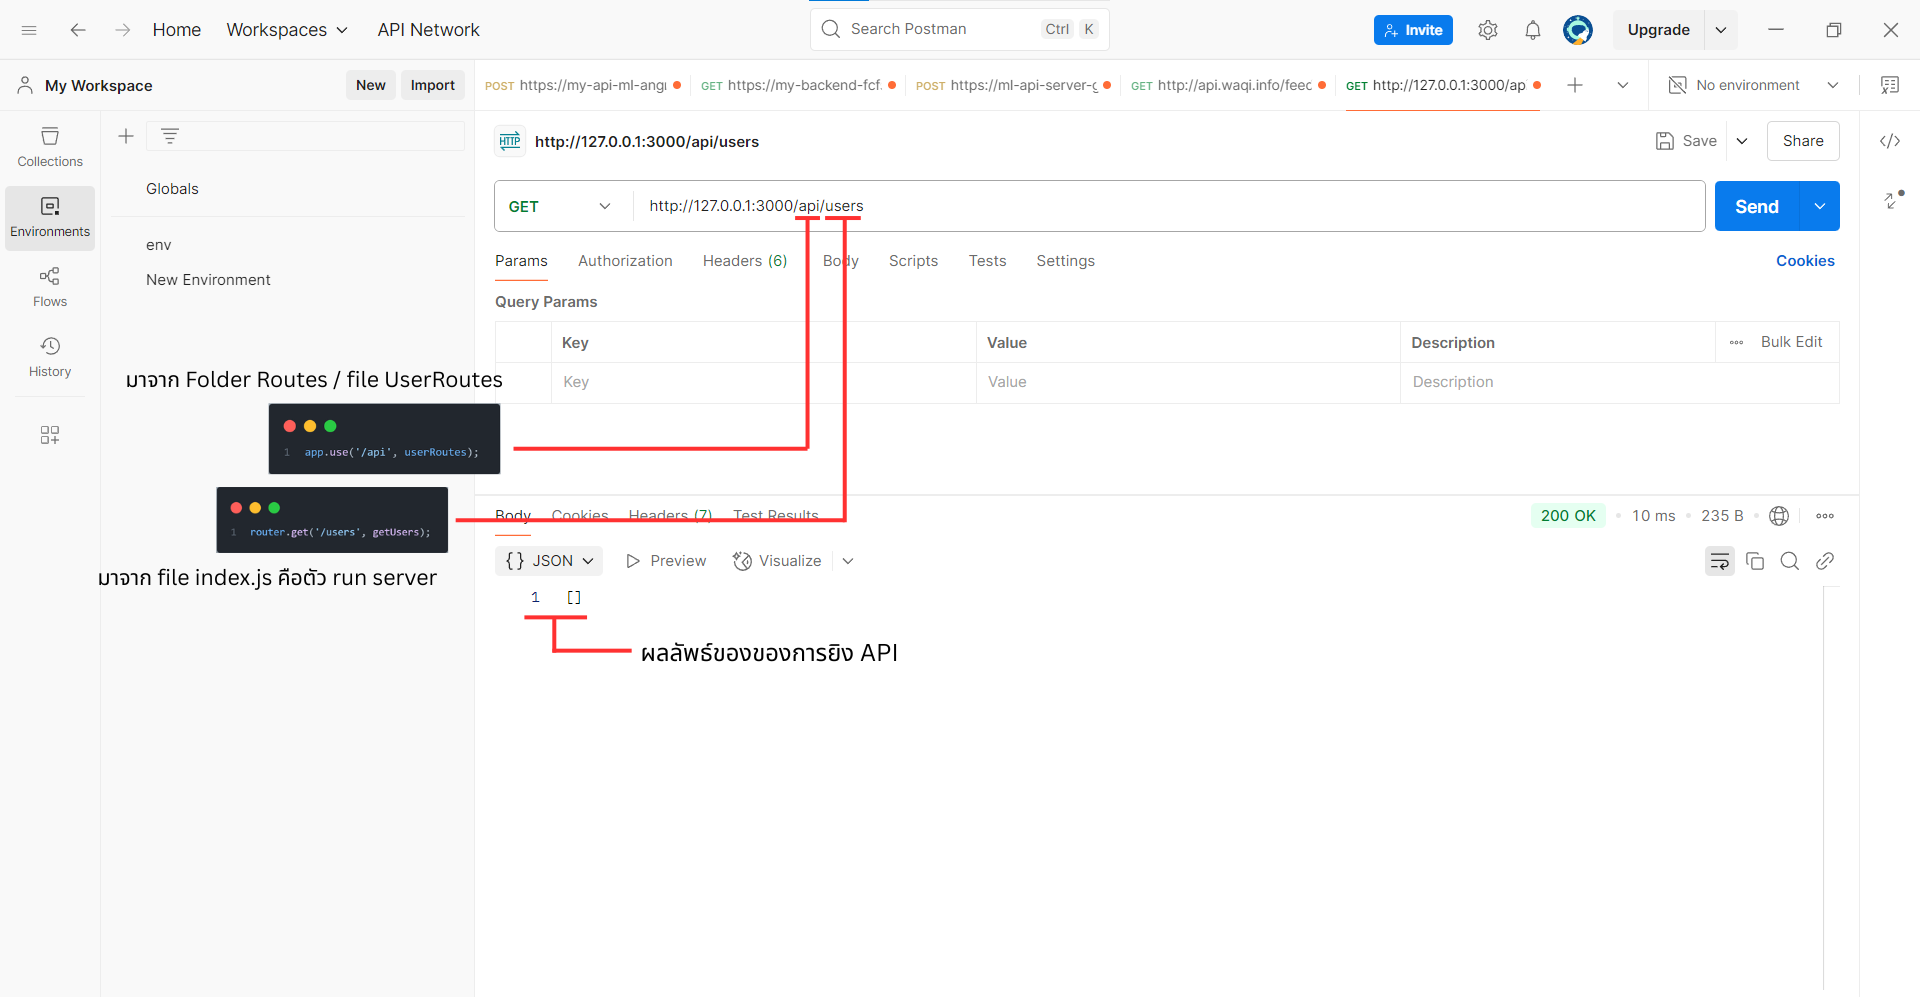 Home Workspaces API Network Search Postman Ctrl K Invite Upgrade
My Workspace New Import
POST https://my-api-ml-angu GET https://my-backend-fcf. POST https://ml-api-server-g GET http://api.waqi.info/feed GET http://127.0.0.1:3000/ap No environment
Collections
Environments
Flows
History
Globals
env
New Environment
HTTP http://127.0.0.1:3000/api/users Save Share
GET http://127.0.0.1:3000/api/users Send
Params Authorization Headers (6) Body Scripts Tests Settings Cookies
Query Params
Key Value Description Bulk Edit
Key Value Description
มาจาก Folder Routes / file UserRoutes
1 app.use('/api', userRoutes);
1 router.get('/users', getUsers);
มาจาก file index.js คือตัว run server
Body Cookies Headers (7) Test Results 200 OK 10 ms 235 B
{} JSON Preview Visualize
1 []
ผลลัพธ์ของของการยิง API